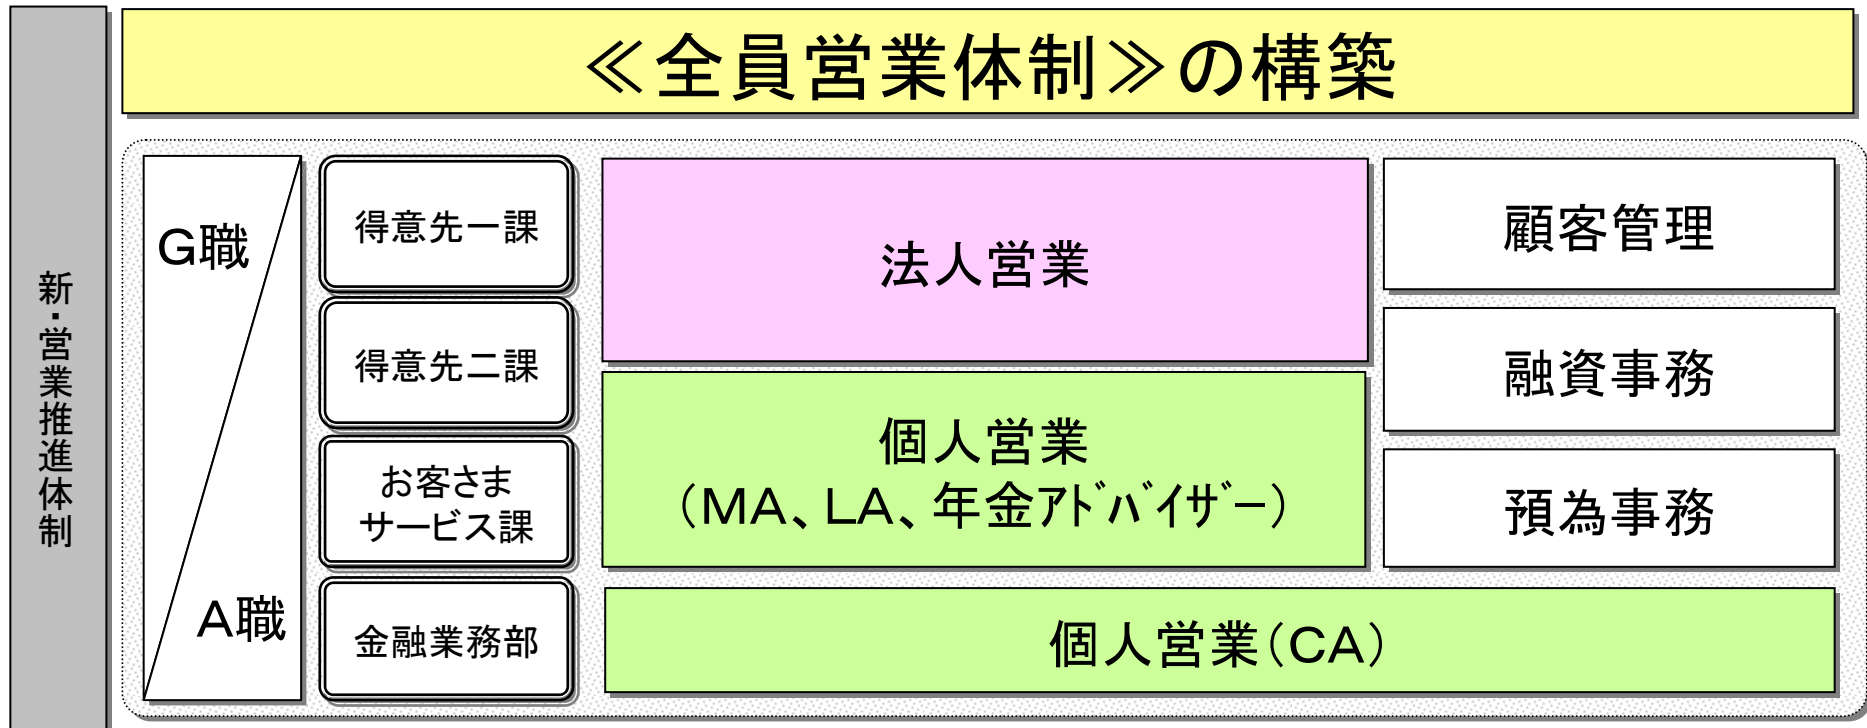 新・営業推進体制
≪全員営業体制≫の構築
G職
A職
得意先一課
得意先二課
お客さま
サービス課
金融業務部
法人営業
個人営業
（MA、LA、年金ｱﾄﾞﾊﾞｲｻﾞｰ）
個人営業（CA）
顧客管理
融資事務
預為事務